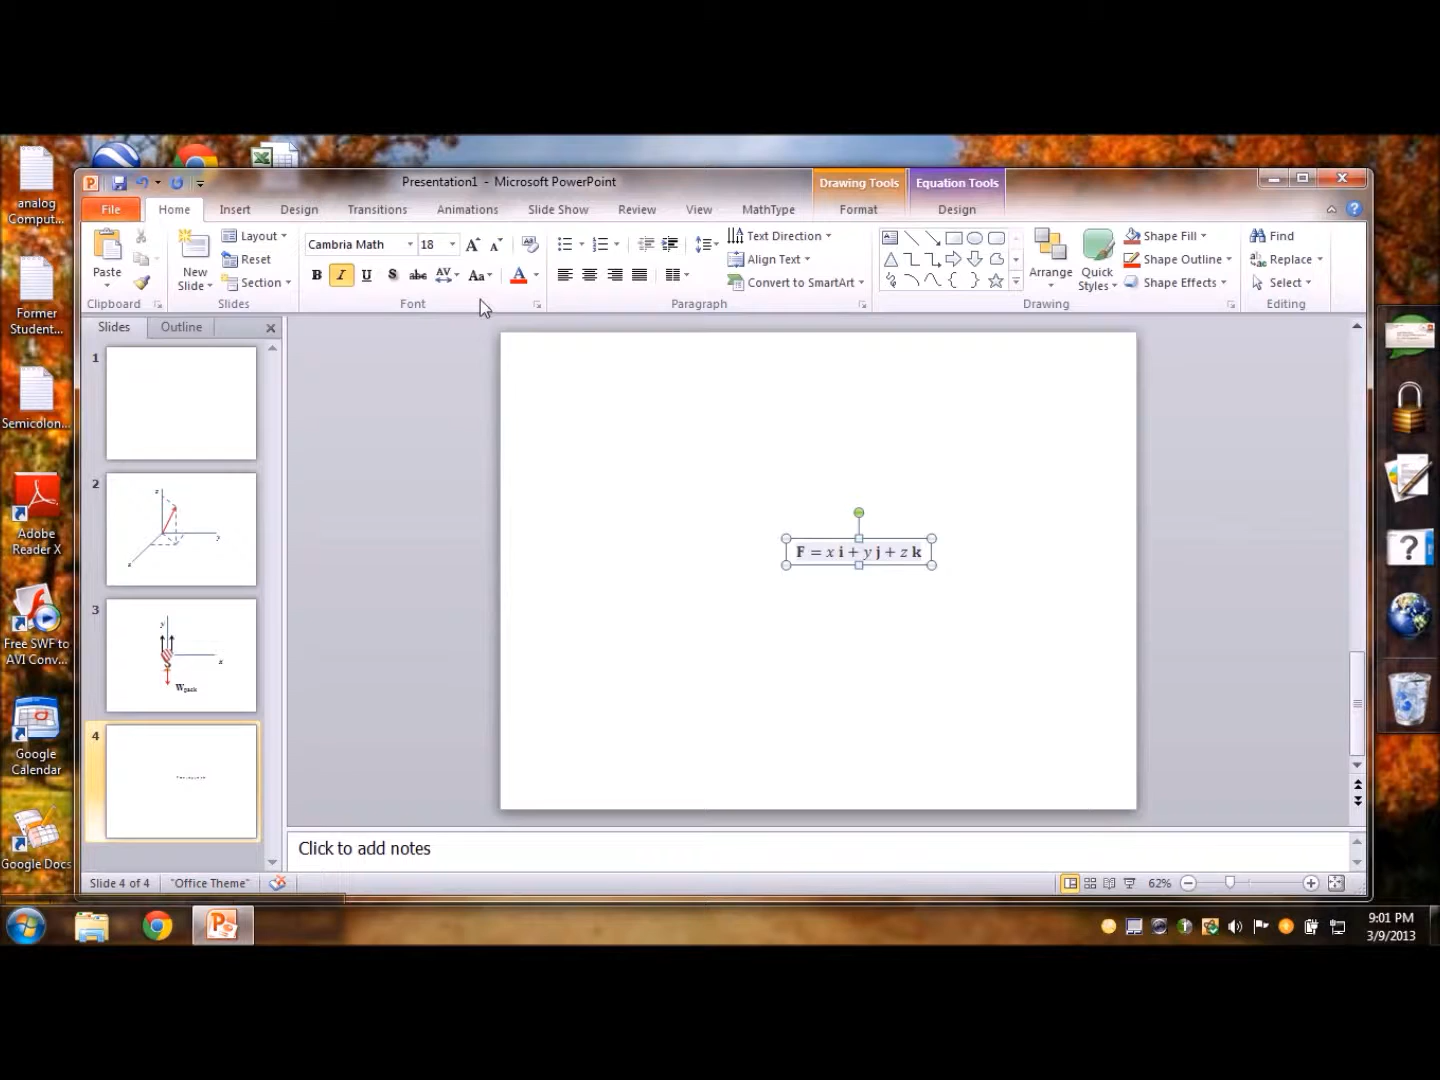 analog
Comput...
Former
Student...
Semicolon...
Adobe
Reader X
Free SWF to
AVI Conv...
Google
Calendar
Google Docs
Presentation1 - Microsoft PowerPoint
Drawing Tools
Equation Tools
File Home Insert Design Transitions Animations Slide Show Review View MathType Format Design
Paste
Clipboard
New
Slide
Layout
Reset
Section
Slides
Cambria Math 18
B I U S abc AV Aa A
Font
Text Direction
Align Text
Convert to SmartArt
Paragraph
Arrange
Quick
Styles
Shape Fill
Shape Outline
Shape Effects
Drawing
Find
Replace
Select
Editing
Slides Outline
1
2
z
y
3
y
x
4
F = x i + y j + z k
Click to add notes
Slide 4 of 4 "Office Theme" 62%
9:01 PM
3/9/2013